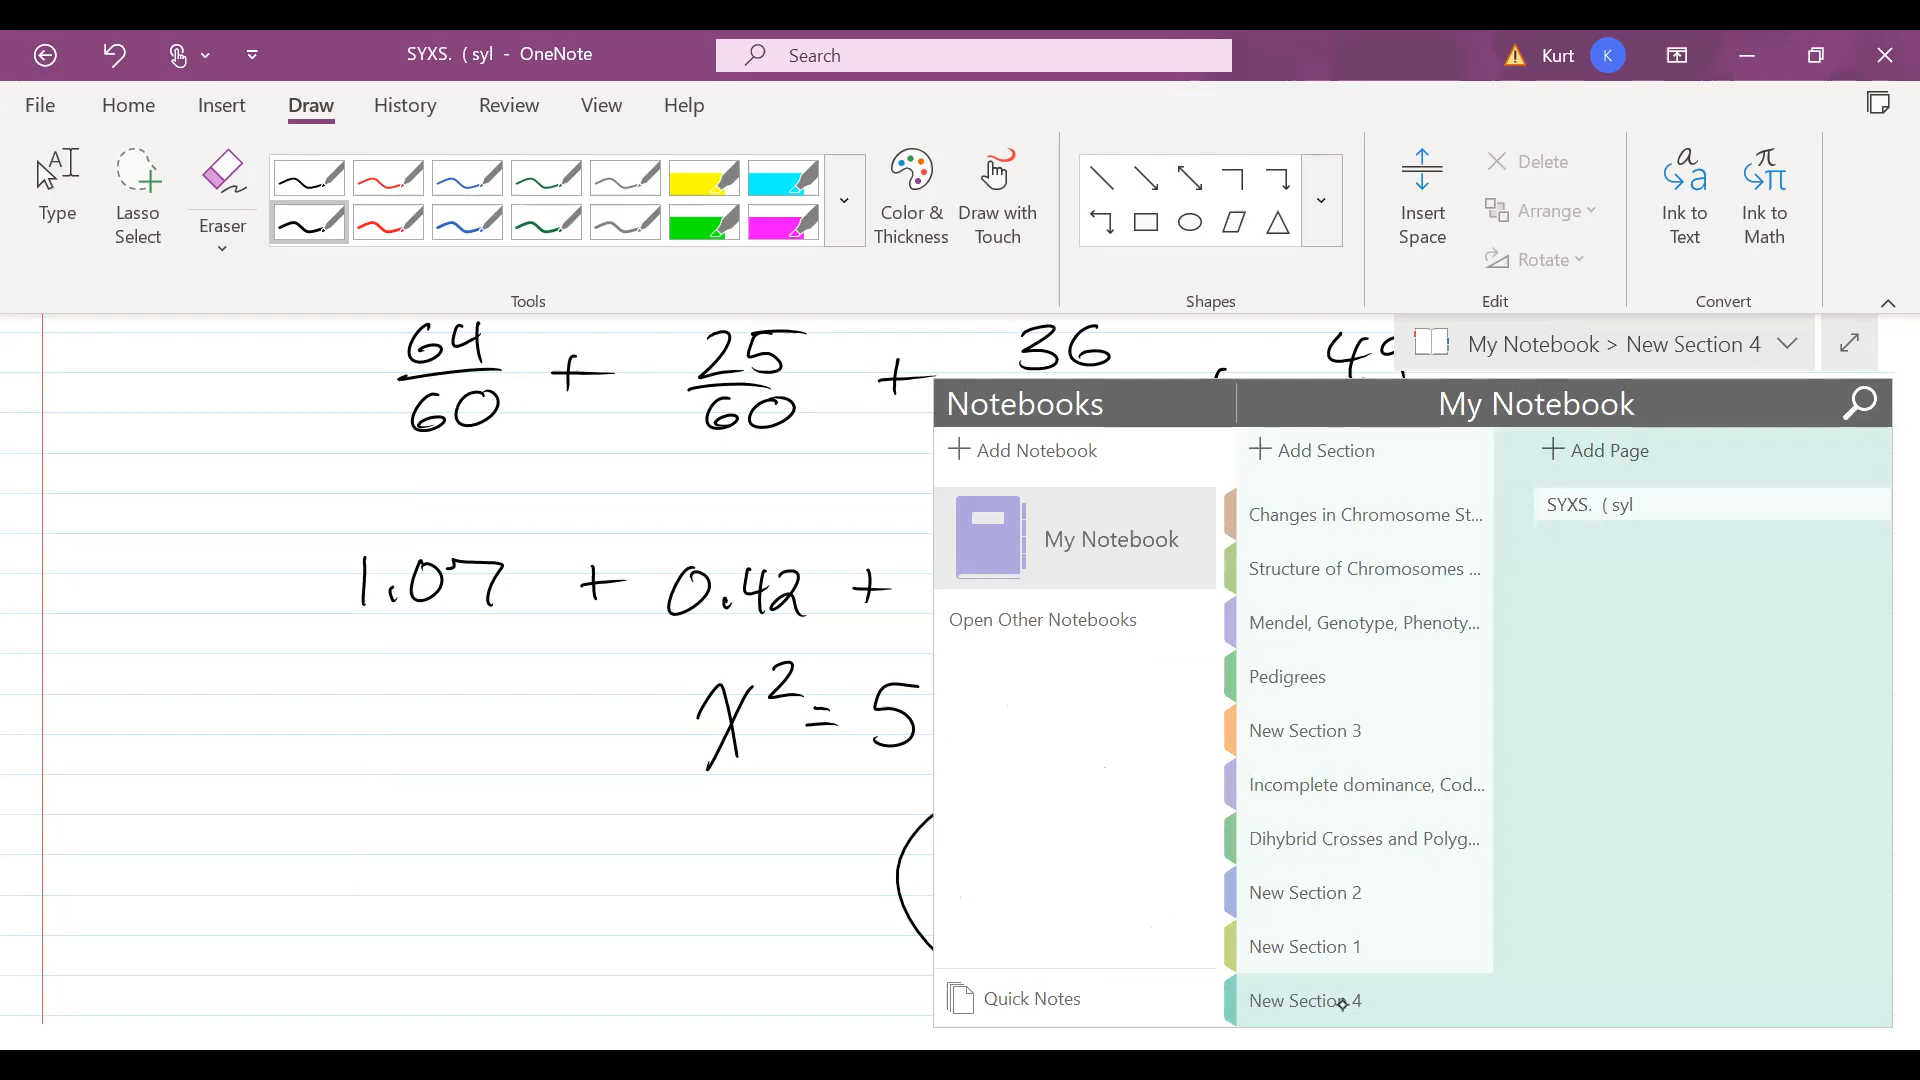 SYXS. ( syl - OneNote
Search
Kurt
K
File Home Insert Draw History Review View Help
Type
Lasso Select
Eraser
Color & Thickness
Draw with Touch
Insert Space
Delete
Arrange
Rotate
Ink to Text
Ink to Math
Tools
Shapes
Edit
Convert
64/60 + 25/60 + 36
My Notebook > New Section 4
1.07 + 0.42 +
χ² = 5
Notebooks
My Notebook
Add Notebook
Add Section
Add Page
My Notebook
Open Other Notebooks
Quick Notes
Changes in Chromosome St...
Structure of Chromosomes ...
Mendel, Genotype, Phenoty...
Pedigrees
New Section 3
Incomplete dominance, Cod...
Dihybrid Crosses and Polyg...
New Section 2
New Section 1
New Section 4
SYXS. ( syl